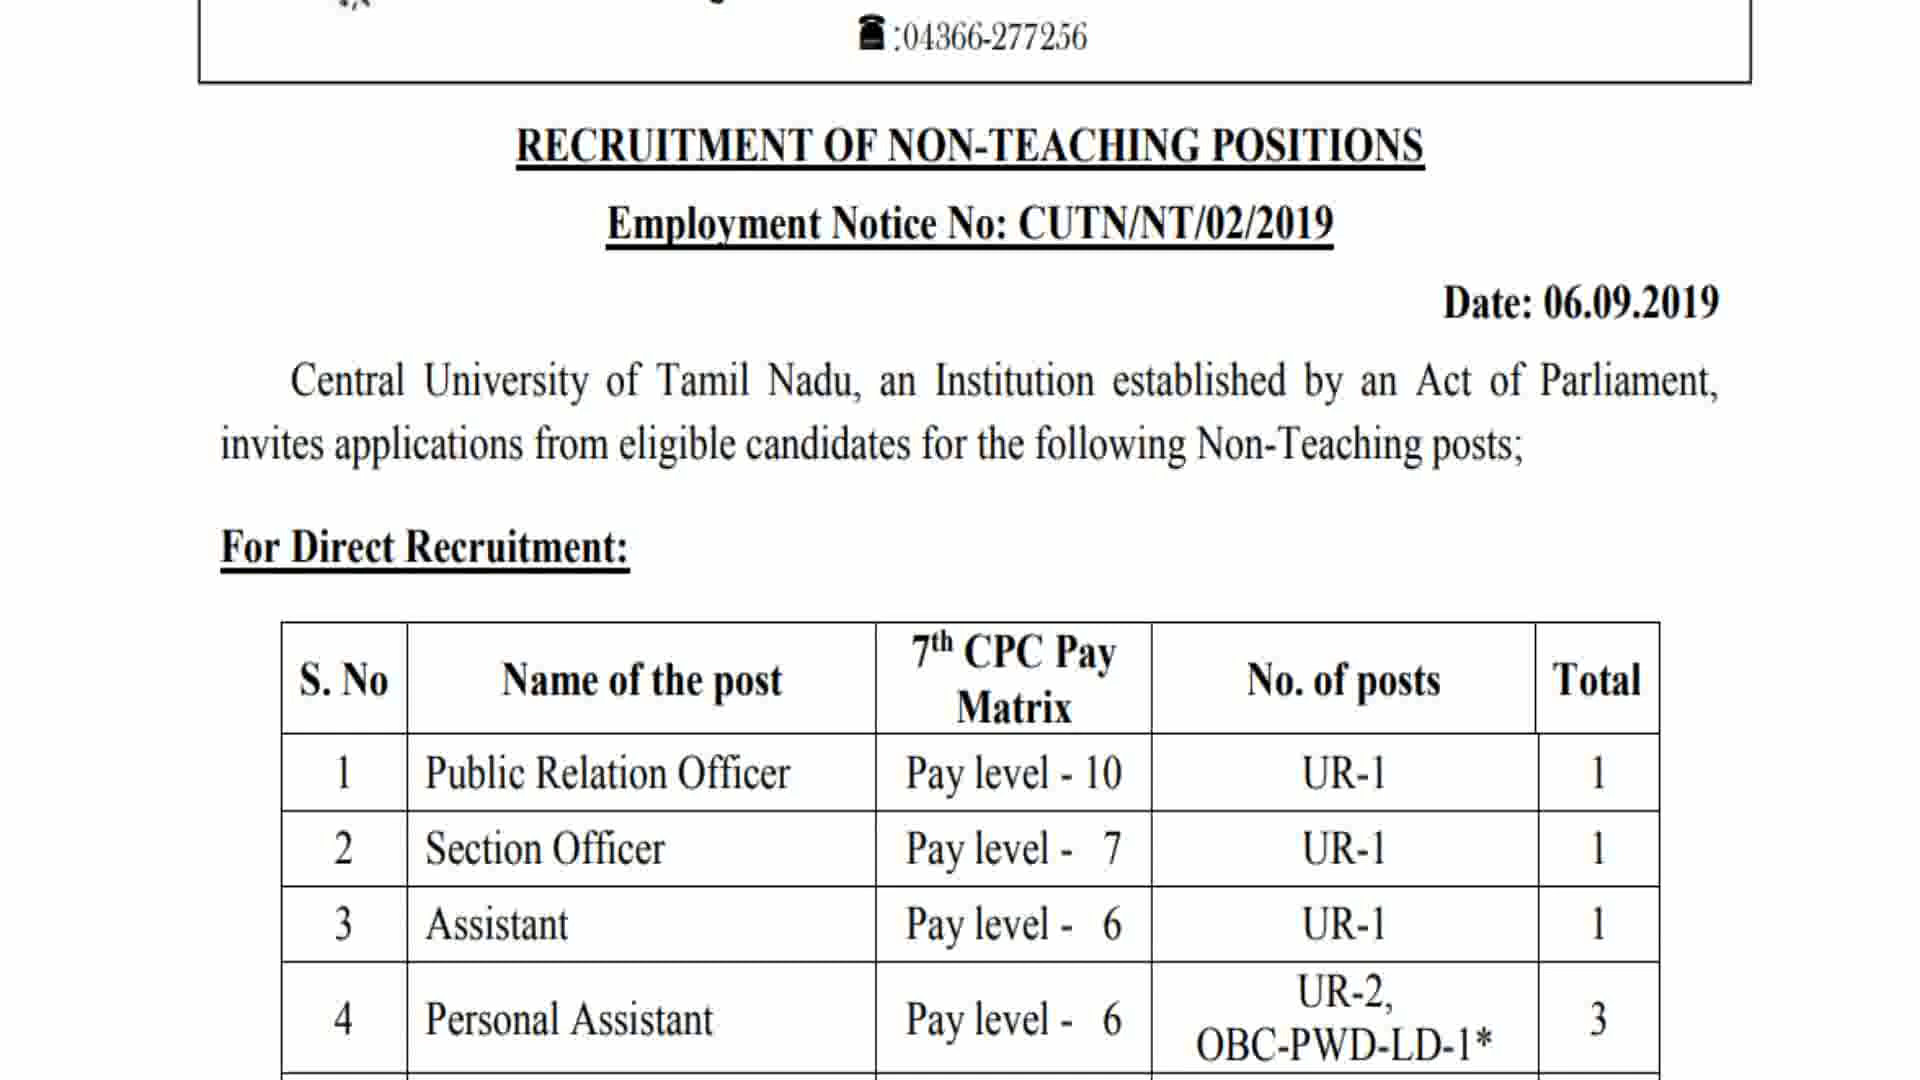 :04366-277256
RECRUITMENT OF NON-TEACHING POSITIONS
Employment Notice No: CUTN/NT/02/2019
Date: 06.09.2019
Central University of Tamil Nadu, an Institution established by an Act of Parliament,
invites applications from eligible candidates for the following Non-Teaching posts;
For Direct Recruitment:
S. No Name of the post 7th CPC Pay Matrix No. of posts Total
1 Public Relation Officer Pay level - 10 UR-1 1
2 Section Officer Pay level - 7 UR-1 1
3 Assistant Pay level - 6 UR-1 1
4 Personal Assistant Pay level - 6 UR-2, OBC-PWD-LD-1* 3